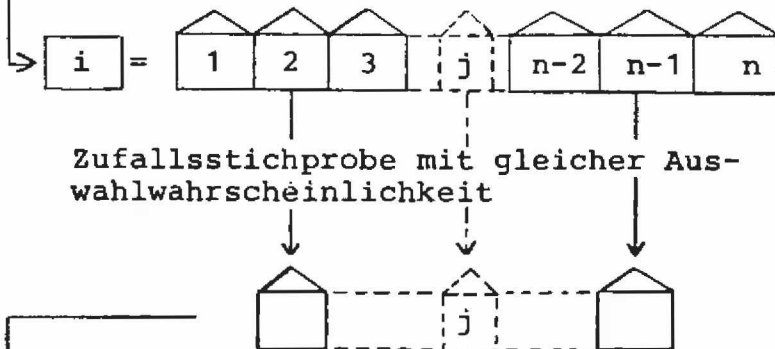 i = 1 2 3 j n-2 n-1 n
Zufallsstichprobe mit gleicher Aus-
wahlwahrscheinlichkeit
j